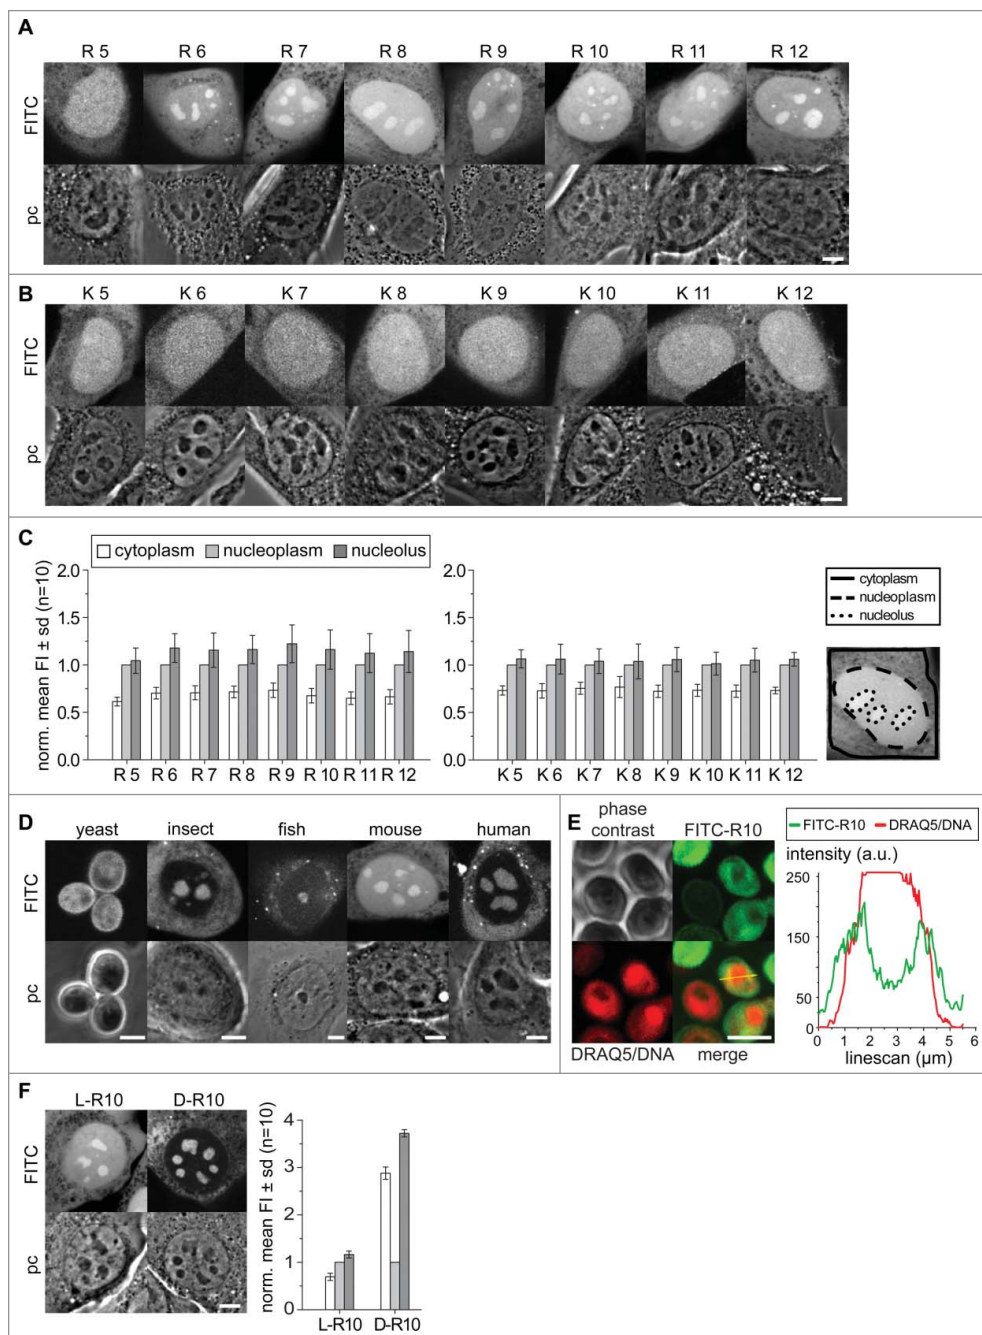 A
R 5 R 6 R 7 R 8 R 9 R 10 R 11 R 12
FITC
pc
B
K 5 K 6 K 7 K 8 K 9 K 10 K 11 K 12
FITC
pc
C
cytoplasm nucleoplasm nucleolus
norm. mean FI ± sd (n=10)
2.0
1.5
1.0
0.5
0.0
R 5 R 6 R 7 R 8 R 9 R 10 R 11 R 12
2.0
1.5
1.0
0.5
0.0
K 5 K 6 K 7 K 8 K 9 K 10 K 11 K 12
cytoplasm
nucleoplasm
nucleolus
D
yeast insect fish mouse human
FITC
pc
E
phase
contrast FITC-R10
DRAQ5/DNA merge
FITC-R10 DRAQ5/DNA
intensity (a.u.)
250
150
50
0
0 1 2 3 4 5 6
linescan (µm)
F
L-R10 D-R10
FITC
pc
norm. mean FI ± sd (n=10)
4
3
2
1
0
L-R10 D-R10